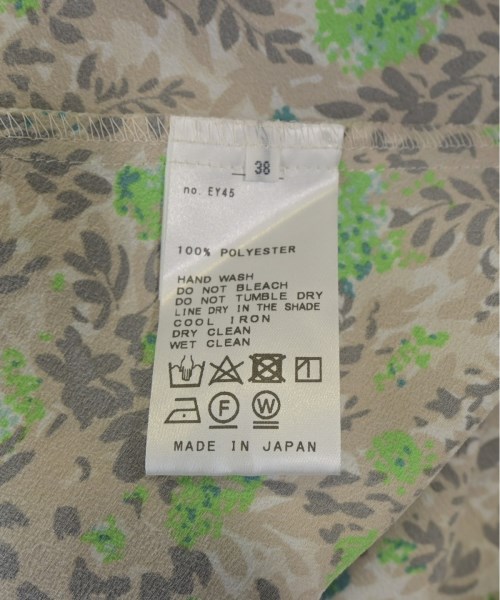 38
no. EY45
100% POLYESTER
HAND WASH
DO NOT BLEACH
DO NOT TUMBLE DRY
LINE DRY IN THE SHADE
COOL IRON
DRY CLEAN
WET CLEAN
F W
MADE IN JAPAN